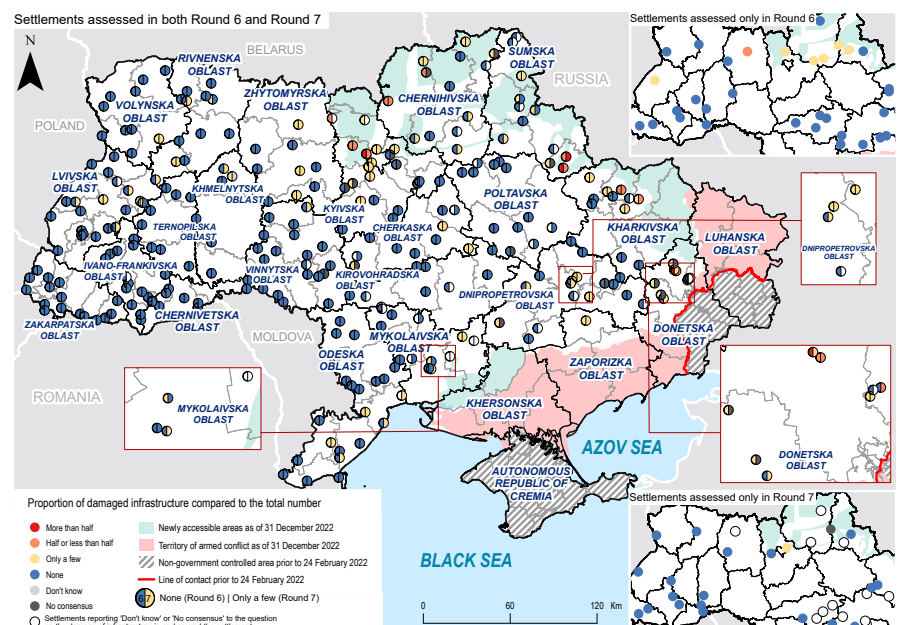 Settlements assessed in both Round 6 and Round 7
Settlements assessed only in Round 6
N
BELARUS
RUSSIA
POLAND
RIVNENSKA
OBLAST
SUMSKA
OBLAST
VOLYNSKA
OBLAST
ZHYTOMYRSKA
OBLAST
CHERNIHIVSKA
OBLAST
LVIVSKA
OBLAST
KHMELNYTSKA
OBLAST
KYIVSKA
OBLAST
POLTAVSKA
OBLAST
TERNOPILSKA
OBLAST
CHERKASKA
OBLAST
KHARKIVSKA
OBLAST
LUHANSKA
OBLAST
DNIPROPETROVSKA
OBLAST
IVANO-FRANKIVSKA
OBLAST
VINNYTSKA
OBLAST
KIROVOHRADSKA
OBLAST
DNIPROPETROVSKA
OBLAST
ZAKARPATSKA
OBLAST
CHERNIVETSKA
OBLAST
MOLDOVA
ODESKA
OBLAST
MYKOLAIVSKA
OBLAST
DONETSKA
OBLAST
ZAPORIZKA
OBLAST
KHERSONSKA
OBLAST
ROMANIA
MYKOLAIVSKA
OBLAST
AZOV SEA
DONETSKA
OBLAST
AUTONOMOUS
REPUBLIC OF
CREMIA
BLACK SEA
Settlements assessed only in Round 7
Proportion of damaged infrastructure compared to the total number
More than half
Half or less than half
Only a few
None
Don't know
No consensus
Settlements reporting 'Don't know' or 'No consensus' to the question
Newly accessible areas as of 31 December 2022
Territory of armed conflict as of 31 December 2022
Non-government controlled area prior to 24 February 2022
Line of contact prior to 24 February 2022
6 7 None (Round 6) | Only a few (Round 7)
0 60 120 Km